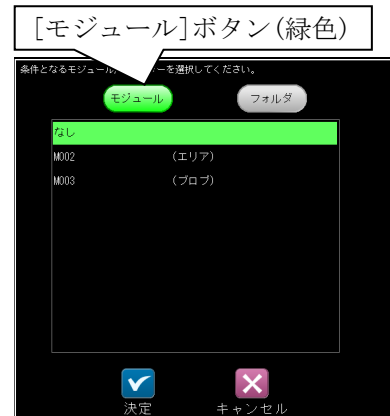 [モジュール]ボタン(緑色)
条件となるモジュール ーを選択してください。
モジュール フォルダ
なし
M002 (エリア)
M003 (ブロブ)
決定 キャンセル